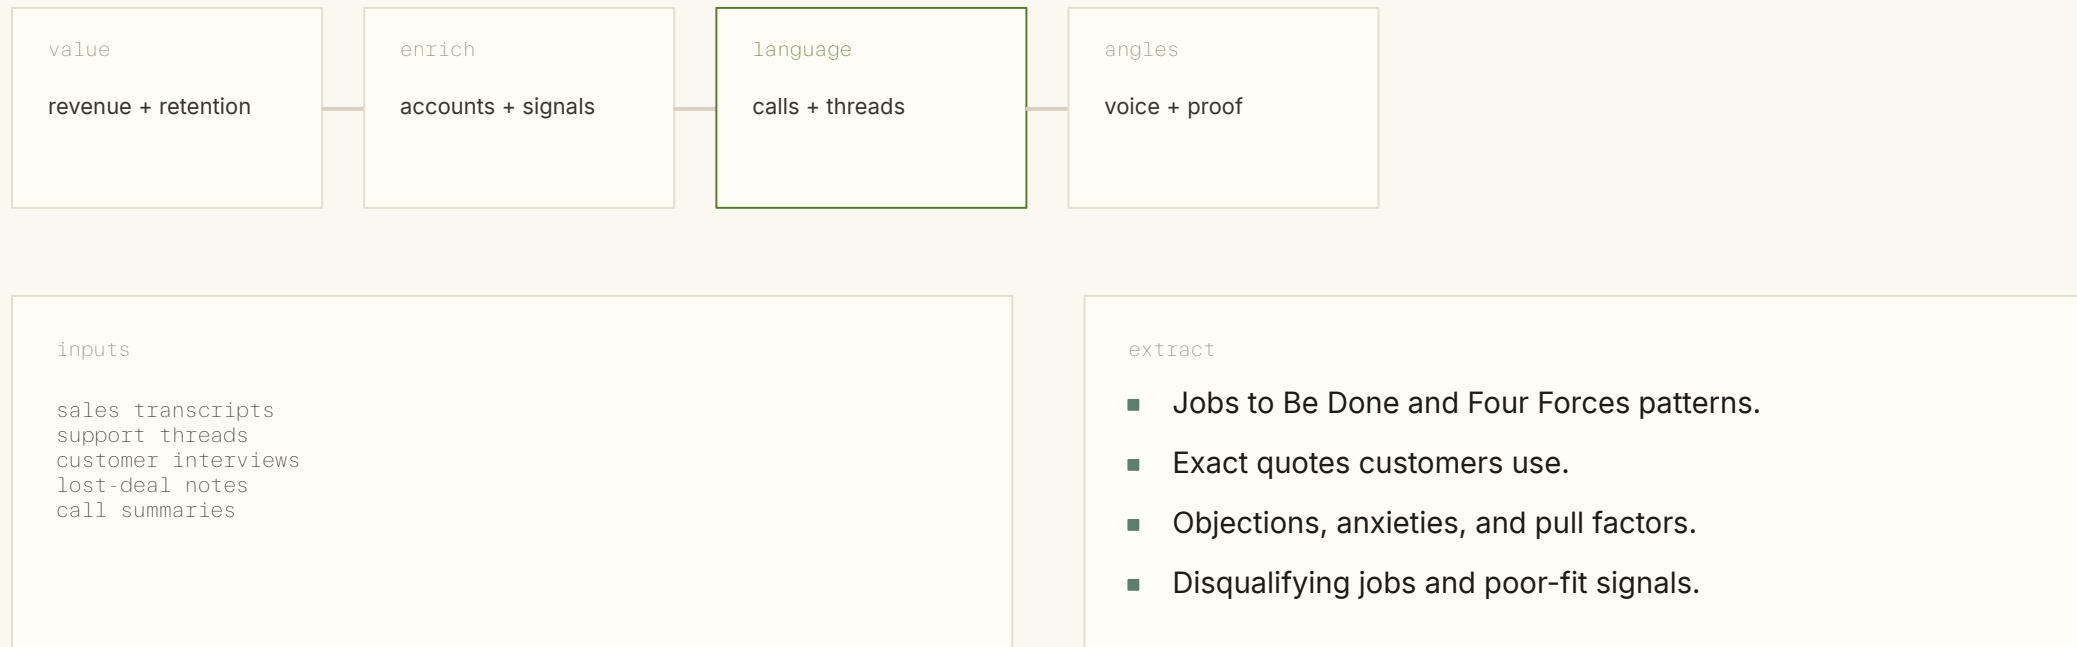 value
revenue + retention
enrich
accounts + signals
language
calls + threads
angles
voice + proof
inputs
sales transcripts
support threads
customer interviews
lost-deal notes
call summaries
extract
Jobs to Be Done and Four Forces patterns.
Exact quotes customers use.
Objections, anxieties, and pull factors.
Disqualifying jobs and poor-fit signals.